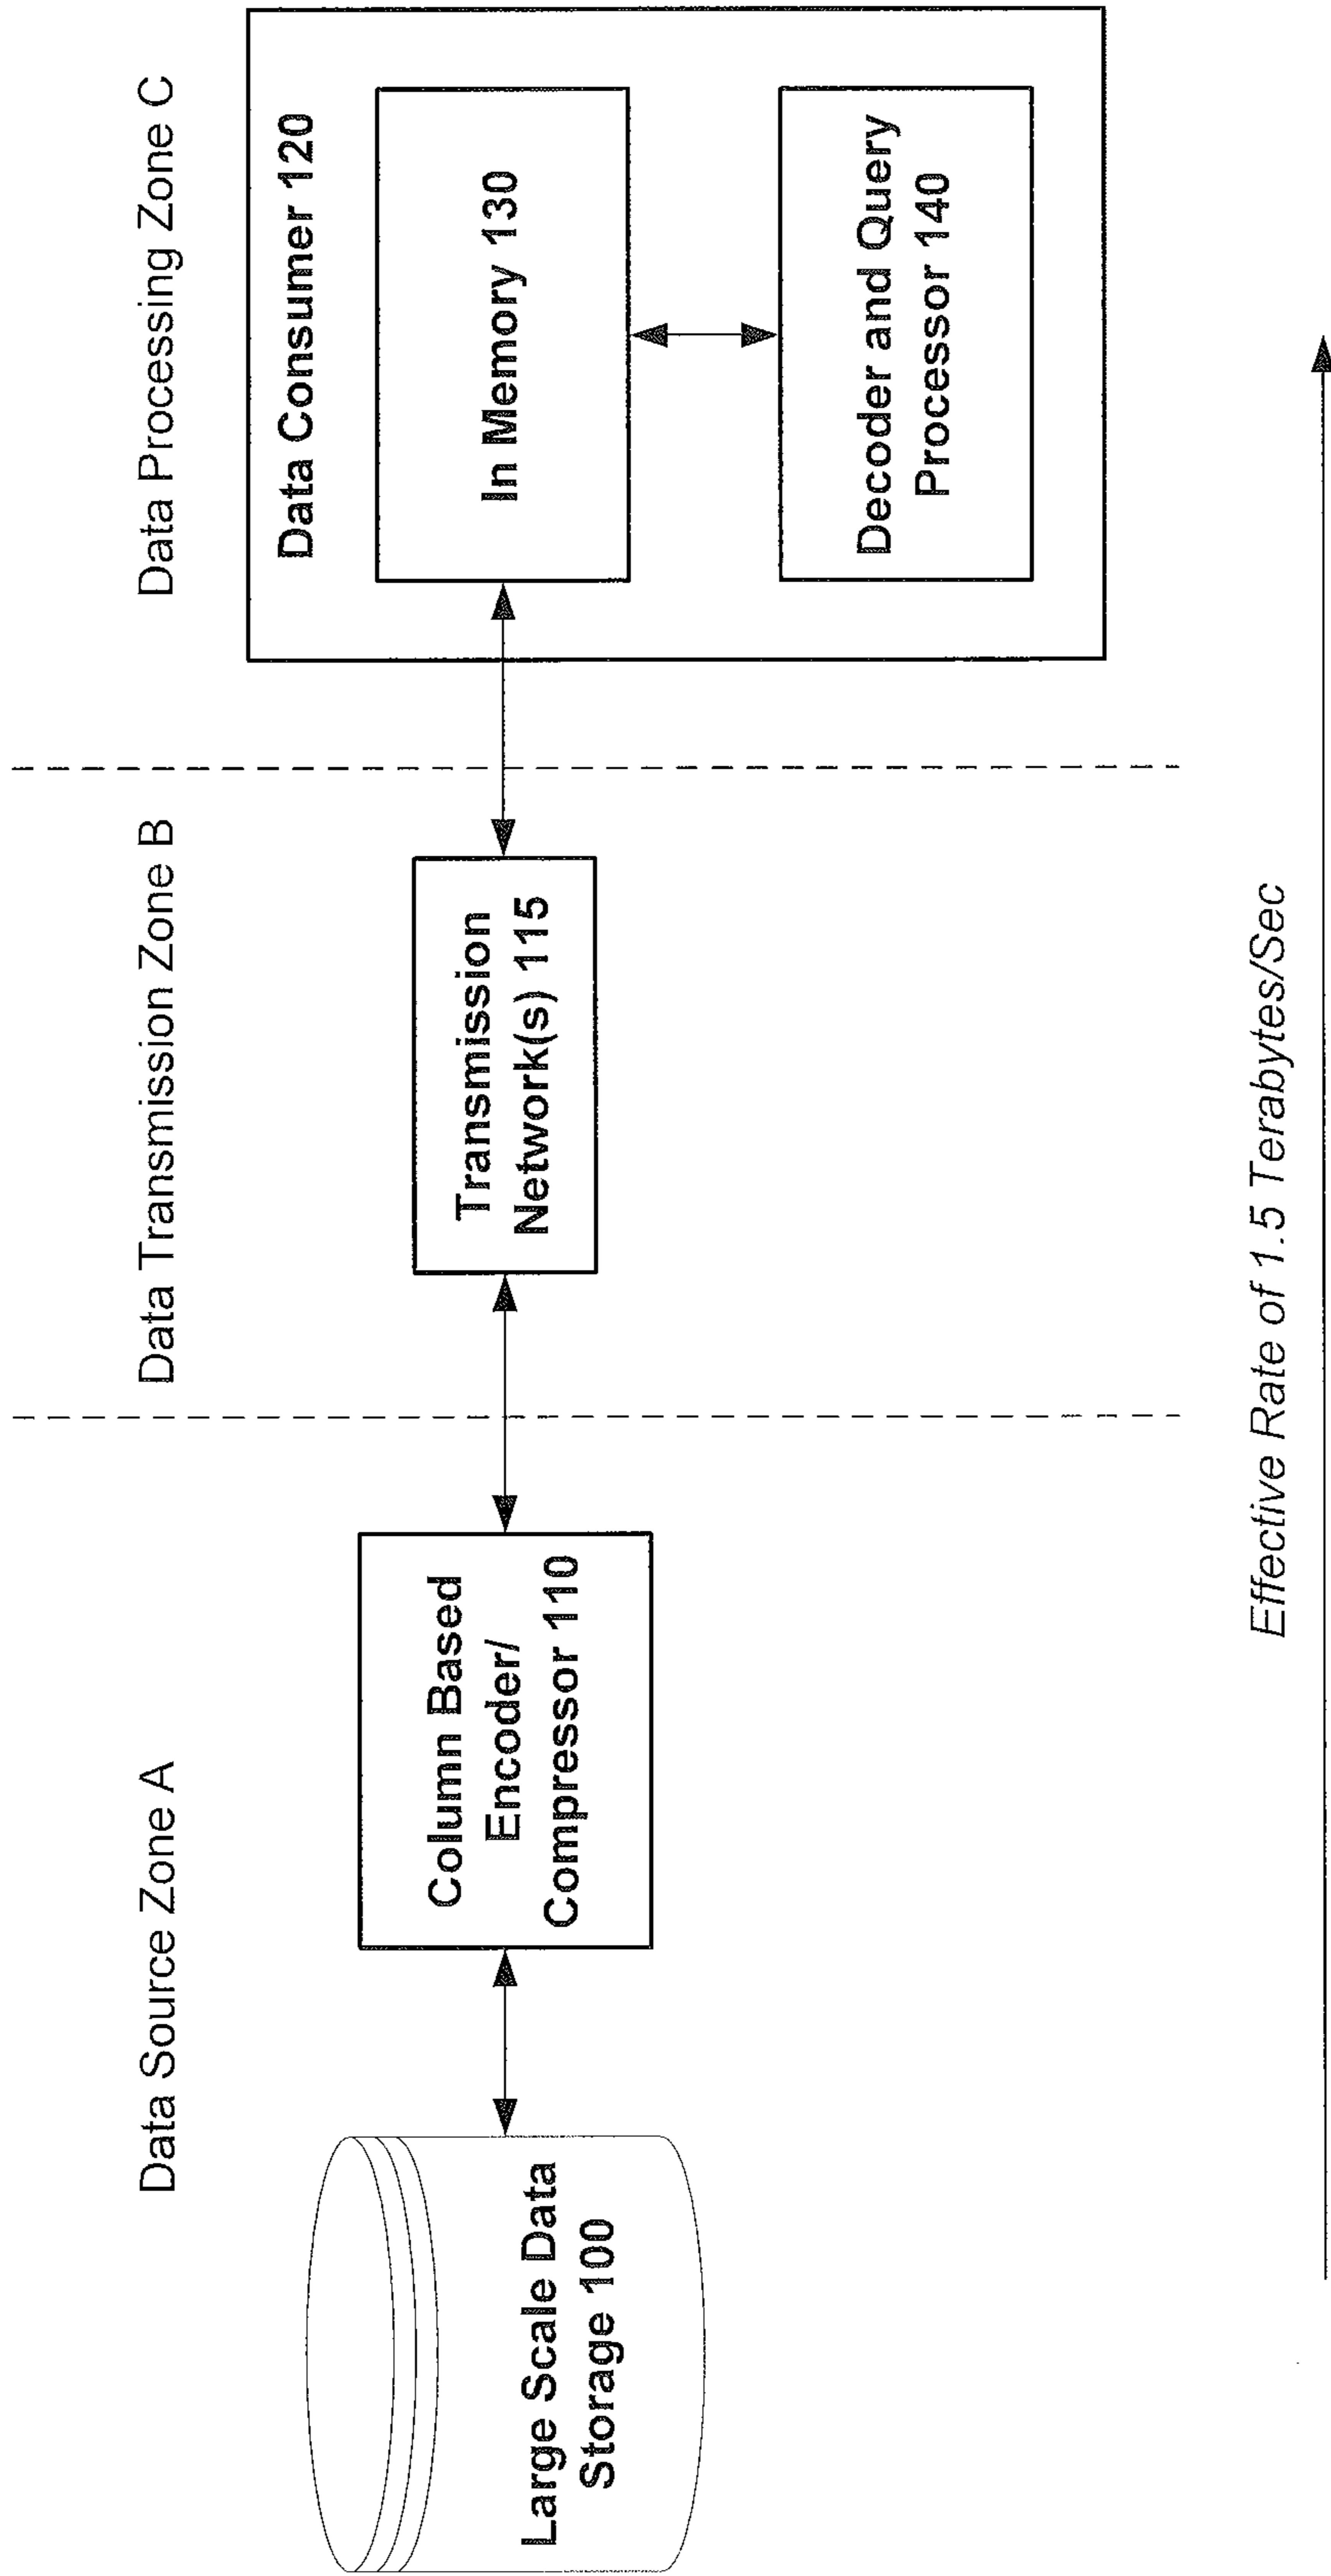 Data Source Zone A
Data Transmission Zone B
Data Processing Zone C
Large Scale Data
Storage 100
Column Based
Encoder/
Compressor 110
Transmission
Network(s) 115
Data Consumer 120
In Memory 130
Decoder and Query
Processor 140
Effective Rate of 1.5 Terabytes/Sec